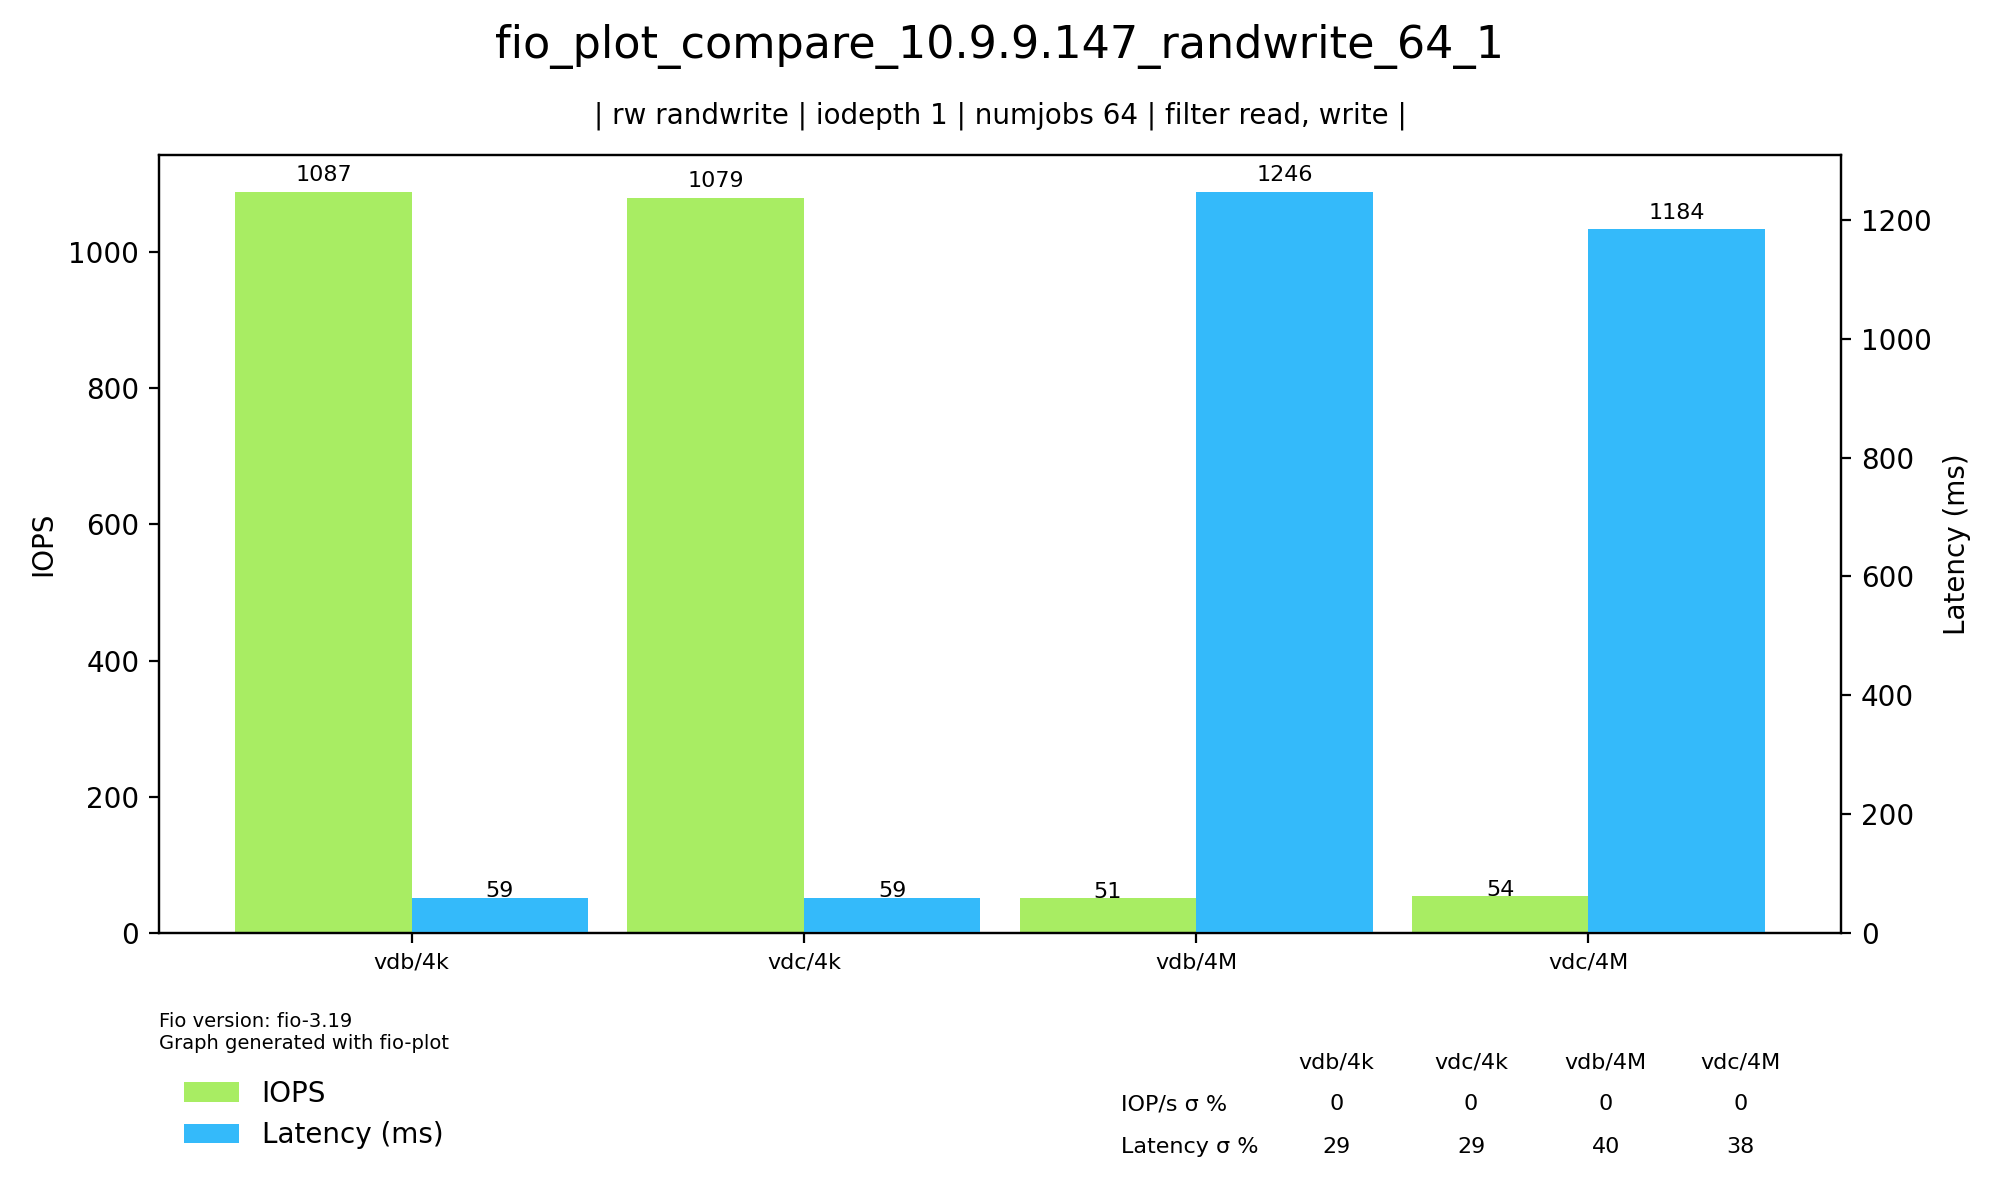 fio_plot_compare_10.9.9.147_randwrite_64_1
| rw randwrite | iodepth 1 | numjobs 64 | filter read, write |
1087
1079
1246
1184
1000
800
600
400
200
0
IOPS
1200
1000
800
600
400
200
0
Latency (ms)
59
59
51
54
vdb/4k
vdc/4k
vdb/4M
vdc/4M
Fio version: fio-3.19
Graph generated with fio-plot
IOPS
Latency (ms)
vdb/4k vdc/4k vdb/4M vdc/4M
IOP/s σ % 0 0 0 0
Latency σ % 29 29 40 38